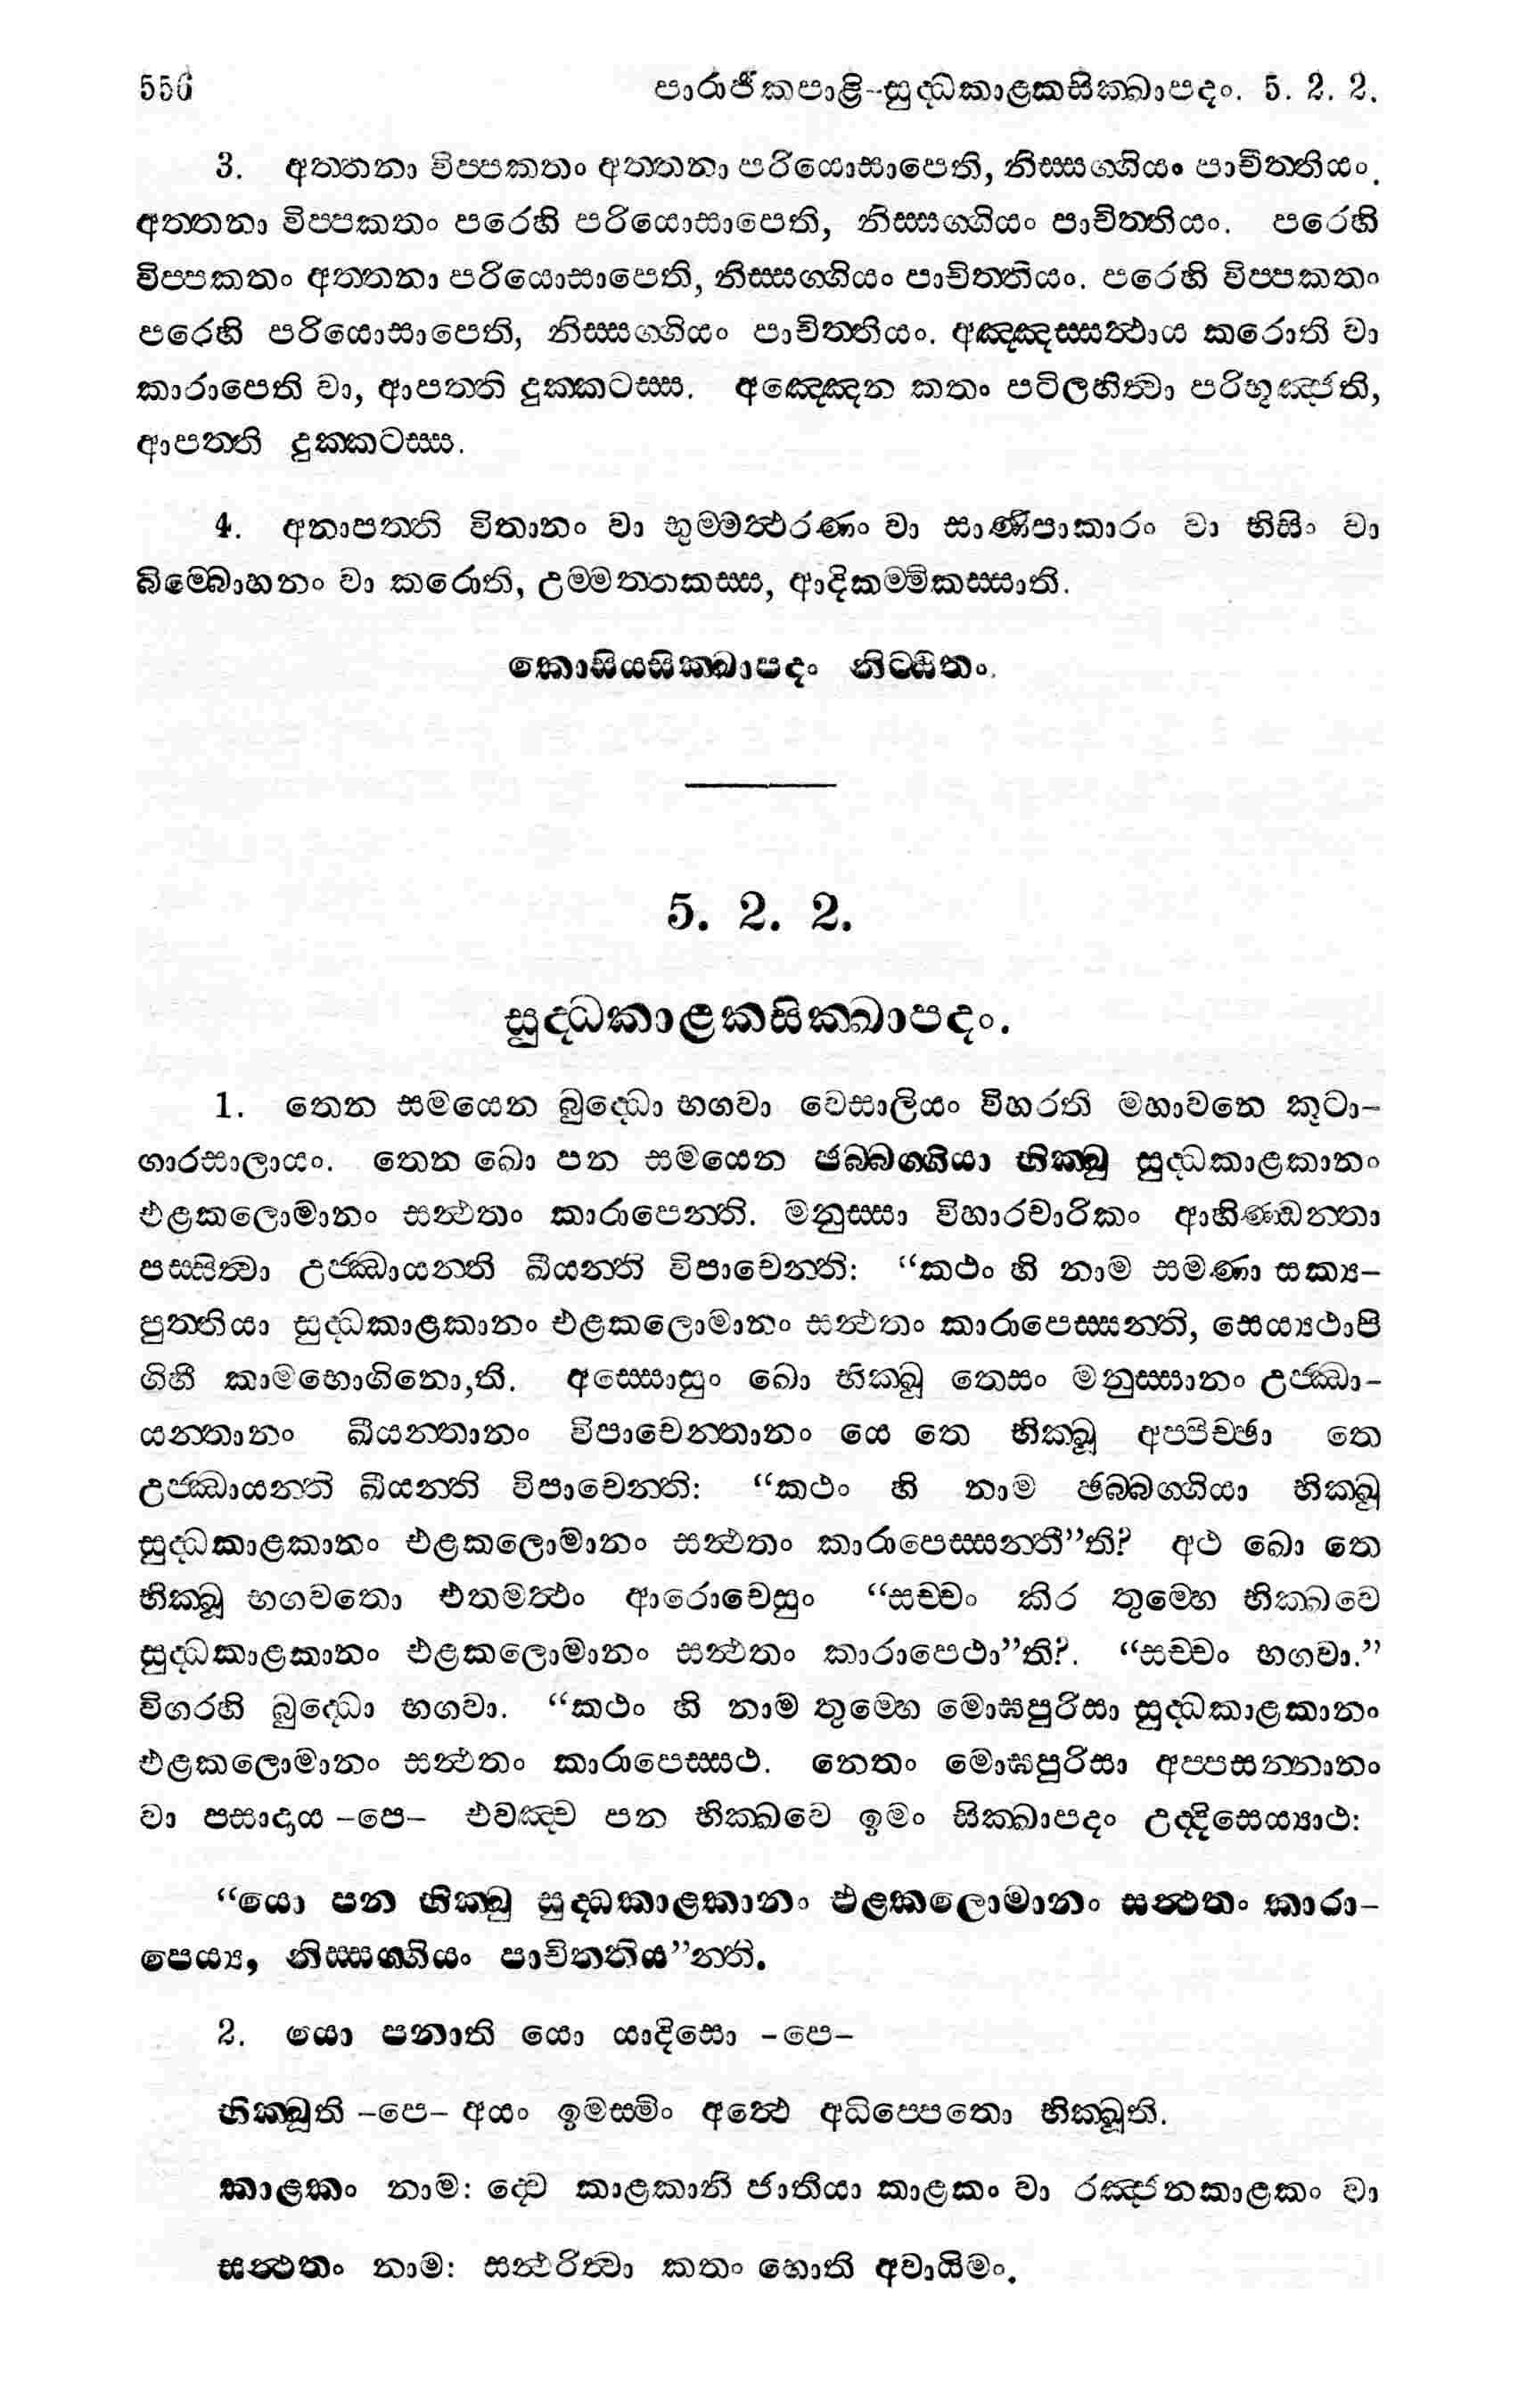 556 පාරාජිකපාළි--සුද්ධකාළකසික්ඛාපදං. 5. 2. 2.
3. අත්තනා විප්පකතං අත්තනා පරියොසාපෙති, නිස්සග්ගියං පාචිත්තියං.
අත්තනා විප්පකතං පරෙහි පරියොසාපෙති, නිස්සග්ගියං පාචිත්තියං. පරෙහි
විප්පකතං අත්තනා පරියොසාපෙති, නිස්සග්ගියං පාචිත්තියං. පරෙහි විප්පකතං
පරෙහි පරියොසාපෙති, නිස්සග්ගියං පාචිත්තියං. අඤ්ඤස්සත්ථාය කරොති වා
කාරාපෙති වා, ආපත්ති දුක්කටස්ස. අඤ්ඤෙන කතං පටිලභිත්වා පරිභුඤ්ජති,
ආපත්ති දුක්කටස්ස.
4. අනාපත්ති විතානං වා භුම්මත්ථරණං වා සාණිපාකාරං වා භිසිං වා
බිම්බොහනං වා කරොති, උම්මත්තකස්ස, ආදිකම්මිකස්සාති.
කොසියසික්ඛාපදං නිට්ඨිතං.
5. 2. 2.
සුද්ධකාළකසික්ඛාපදං.
1. තෙන සමයෙන බුද්ධො භගවා වෙසාලියං විහරති මහාවනෙ කූටා-
ගාරසාලායං. තෙන ඛො පන සමයෙන ඡබ්බග්ගියා භික්ඛු සුද්ධකාළකානං
එළකලොමානං සන්ථතං කාරාපෙන්ති. මනුස්සා විහාරචාරිකං ආහිණ්ඩන්තා
පස්සිත්වා උජ්ඣායන්ති ඛීයන්ති විපාචෙන්ති: “කථං හි නාම සමණා සක්‍ය-
පුත්තියා සුද්ධකාළකානං එළකලොමානං සන්ථතං කාරාපෙස්සන්ති, සෙය්‍යථාපි
ගිහී කාමභොගිනො,ති. අස්සොසුං ඛො භික්ඛූ තෙසං මනුස්සානං උජ්ඣා-
යන්තානං ඛීයන්තානං විපාචෙන්තානං යෙ තෙ භික්ඛූ අප්පිච්ඡා තෙ
උජ්ඣායන්ති ඛීයන්ති විපාචෙන්ති: “කථං හි නාම ඡබ්බග්ගියා භික්ඛූ
සුද්ධකාළකානං එළකලොමානං සන්ථතං කාරාපෙස්සන්තී”ති? අථ ඛො තෙ
භික්ඛූ භගවතො එතමත්ථං ආරොචෙසුං “සච්චං කිර තුම්හෙ භික්ඛවෙ
සුද්ධකාළකානං එළකලොමානං සන්ථතං කාරාපෙථා”ති?. “සච්චං භගවා.”
විගරහි බුද්ධො භගවා. “කථං හි නාම තුම්හෙ මොඝපුරිසා සුද්ධකාළකානං
එළකලොමානං සන්ථතං කාරාපෙස්සථ. නෙතං මොඝපුරිසා අප්පසන්නානං
වා පසාදාය –පෙ– එවඤ්ච පන භික්ඛවෙ ඉමං සික්ඛාපදං උද්දිසෙය්‍යාථ:
“යො පන භික්ඛු සුද්ධකාළකානං එළකලොමානං සන්ථතං කාරා-
පෙය්‍ය, නිස්සග්ගියං පාචිත්තිය”න්ති.
2. යො පනාති යො යාදිසො –පෙ–
භික්ඛූති –පෙ– අයං ඉමස්මිං අත්ථෙ අධිප්පෙතො භික්ඛූති.
කාළකං නාම: ද්වෙ කාළකානි ජාතියා කාළකං වා රඤ්ජනකාළකං වා
සන්ථතං නාම: සන්ථරිත්වා කතං හොති අවායිමං.